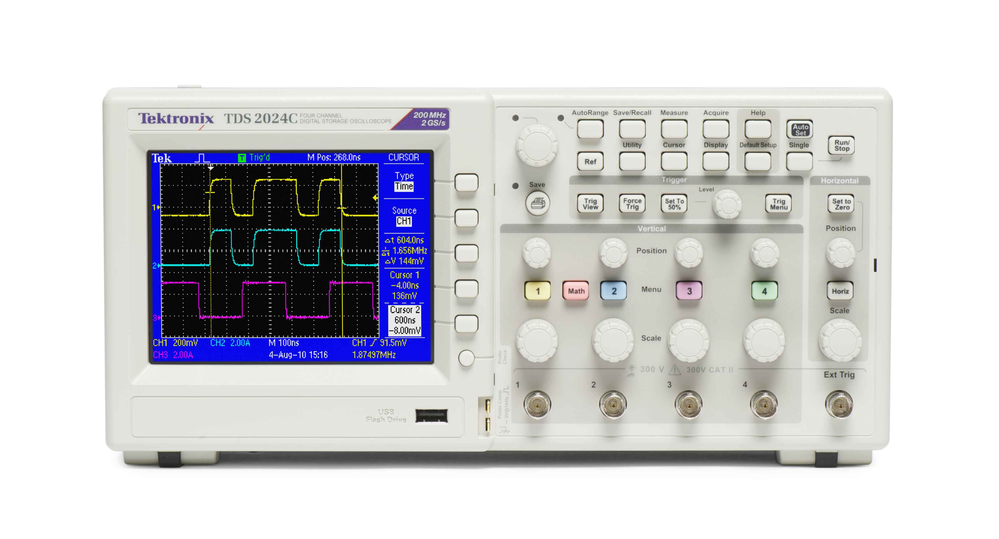 Tektronix TDS 2024C FOUR CHANNEL
DIGITAL STORAGE OSCILLOSCOPE
200 MHz
2 GS/s
Tek T Trig'd M Pos: 268.0ns CURSOR
Type
Time
Source
CH1
△t 604.0ns
1/△t 1.656MHz
△V 144mV
Cursor 1
-4.00ns
136mV
Cursor 2
600ns
-8.00mV
1
2
3
CH1 200mV CH2 2.00A M 100ns CH1 91.5mV
CH3 2.00A 4-Aug-10 15:16 1.87497MHz
USB
Flash Drive
AutoRange Save/Recall Measure Acquire Help
Auto
Set
Run/
Stop
Utility Cursor Display Default Setup Single
Ref
Save
Trigger
Level
Trig
View
Force
Trig
Set To
50%
Trig
Menu
Horizontal
Set to
Zero
Position
Horiz
Scale
Vertical
Position
1 Math 2 Menu 3 4
Scale
Probe
Check
300 V 300V CAT II
Ext Trig
1 2 3 4
Probe Comp
~ 5V@1kHz